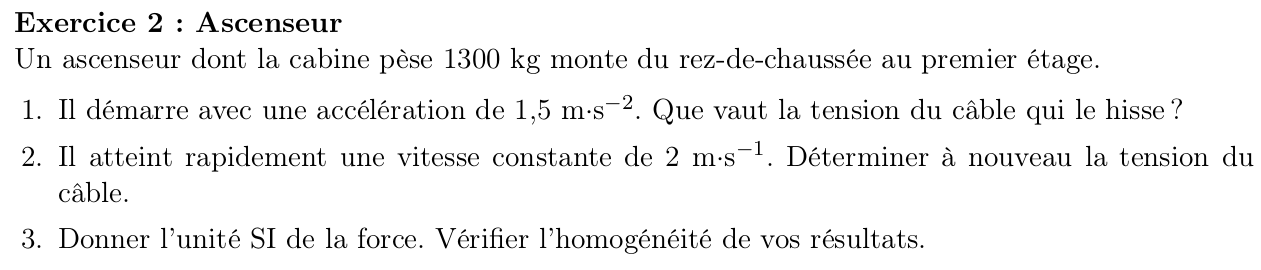 Exercice 2 : Ascenseur
Un ascenseur dont la cabine pèse 1300 kg monte du rez-de-chaussée au premier étage.
1. Il démarre avec une accélération de 1,5 m·s⁻². Que vaut la tension du câble qui le hisse ?
2. Il atteint rapidement une vitesse constante de 2 m·s⁻¹. Déterminer à nouveau la tension du
câble.
3. Donner l'unité SI de la force. Vérifier l'homogénéité de vos résultats.